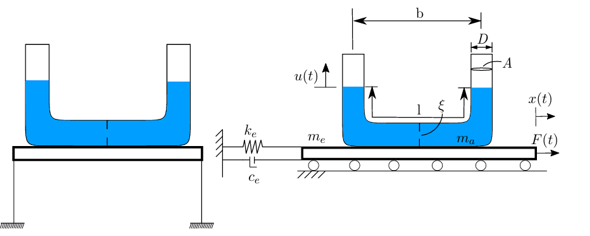 b
D
A
u(t)
l
ξ
x(t)
k_e
m_e
m_a
F(t)
c_e